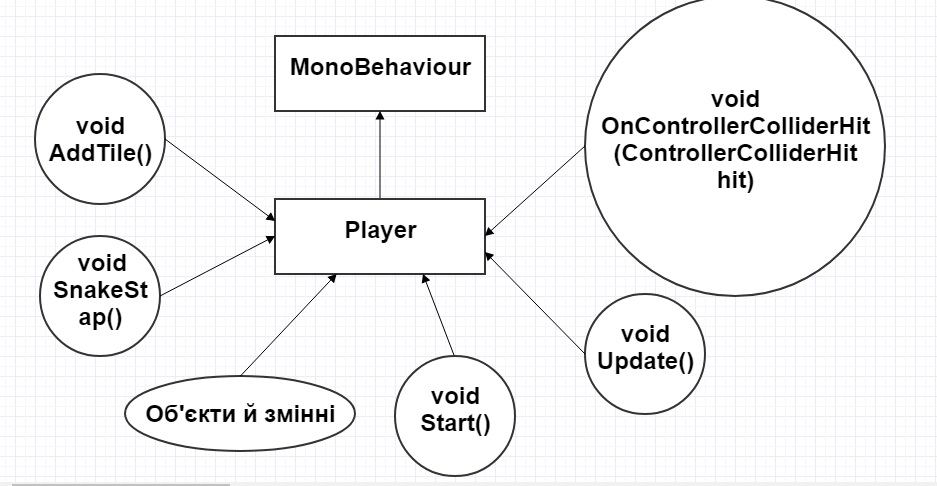 MonoBehaviour
void
AddTile()
void
OnControllerColliderHit
(ControllerColliderHit
hit)
Player
void
SnakeSt
ap()
void
Update()
Об'єкти й змінні
void
Start()